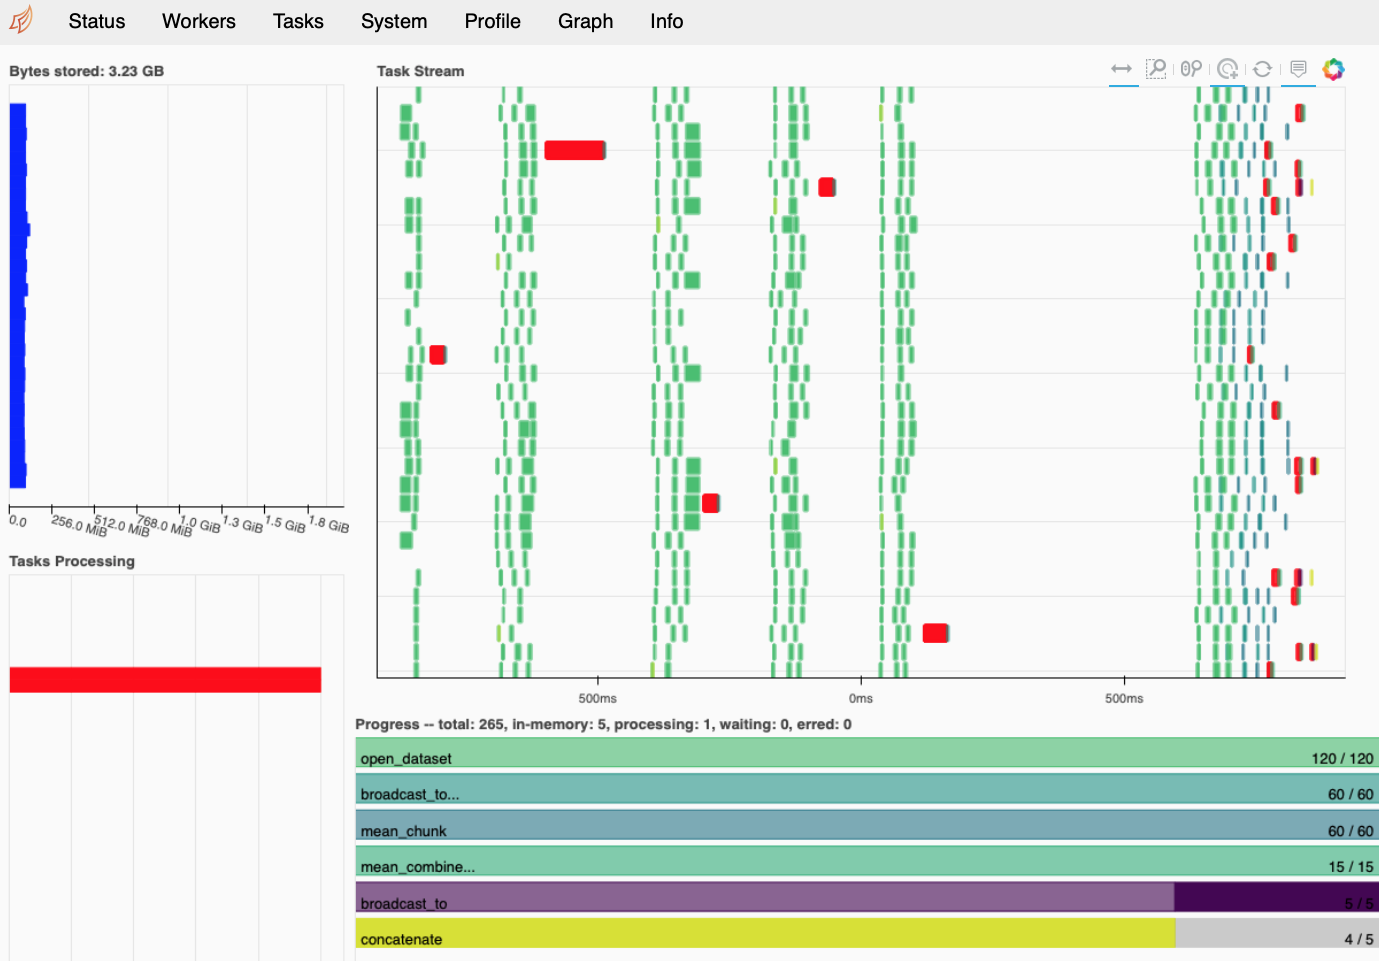 Status Workers Tasks System Profile Graph Info
Bytes stored: 3.23 GB
0.0 256.0 MiB 512.0 MiB 768.0 MiB 1.0 GiB 1.3 GiB 1.5 GiB 1.8 GiB
Tasks Processing
Task Stream
500ms 0ms 500ms
Progress -- total: 265, in-memory: 5, processing: 1, waiting: 0, erred: 0
open_dataset 120 / 120
broadcast_to... 60 / 60
mean_chunk 60 / 60
mean_combine... 15 / 15
broadcast_to 5 / 5
concatenate 4 / 5